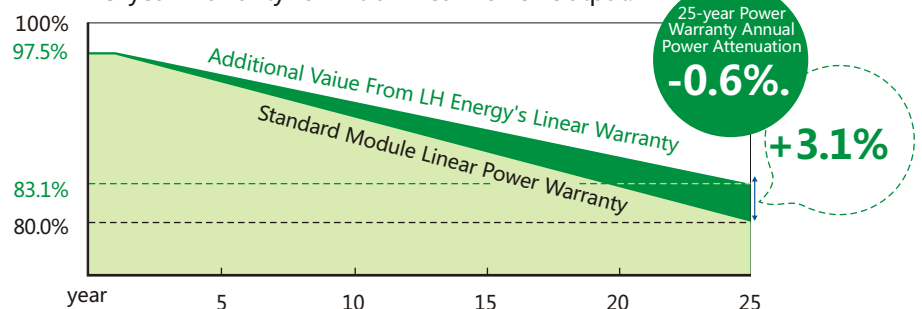 100%
97.5%
25-year Power
Warranty Annual
Power Attenuation
-0.6%.
+3.1%
Additional Vaiue From LH Energy's Linear Warranty
Standard Module Linear Power Warranty
83.1%
80.0%
year
5
10
15
20
25